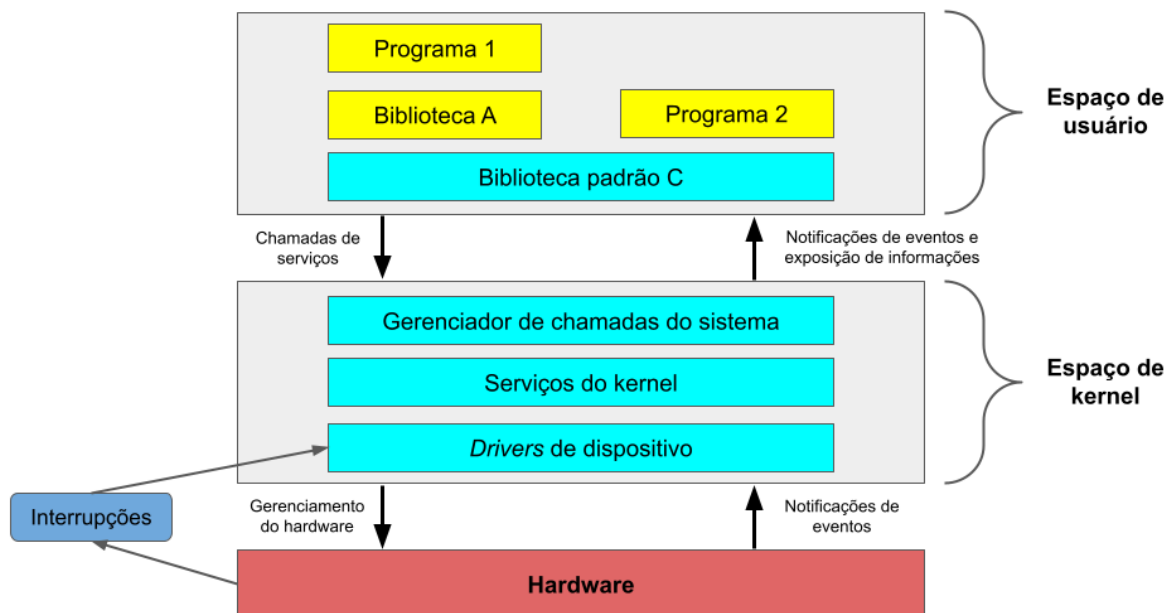 Programa 1
Biblioteca A
Programa 2
Biblioteca padrão C
Espaço de
usuário
Chamadas de
serviços
Notificações de eventos e
exposição de informações
Gerenciador de chamadas do sistema
Serviços do kernel
Drivers de dispositivo
Espaço de
kernel
Interrupções
Gerenciamento
do hardware
Notificações de
eventos
Hardware